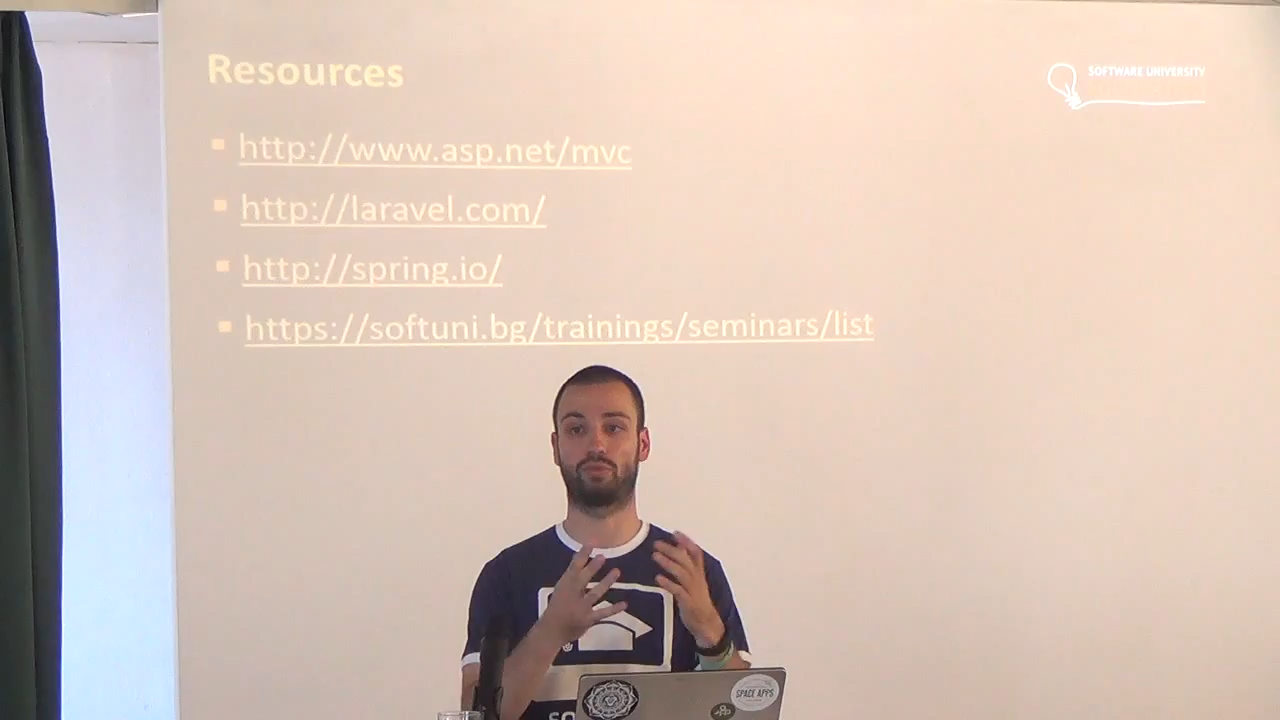 Resources
SOFTWARE UNIVERSITY
http://www.asp.net/mvc
http://laravel.com/
http://spring.io/
https://softuni.bg/trainings/seminars/list
SPACE APPS
SO